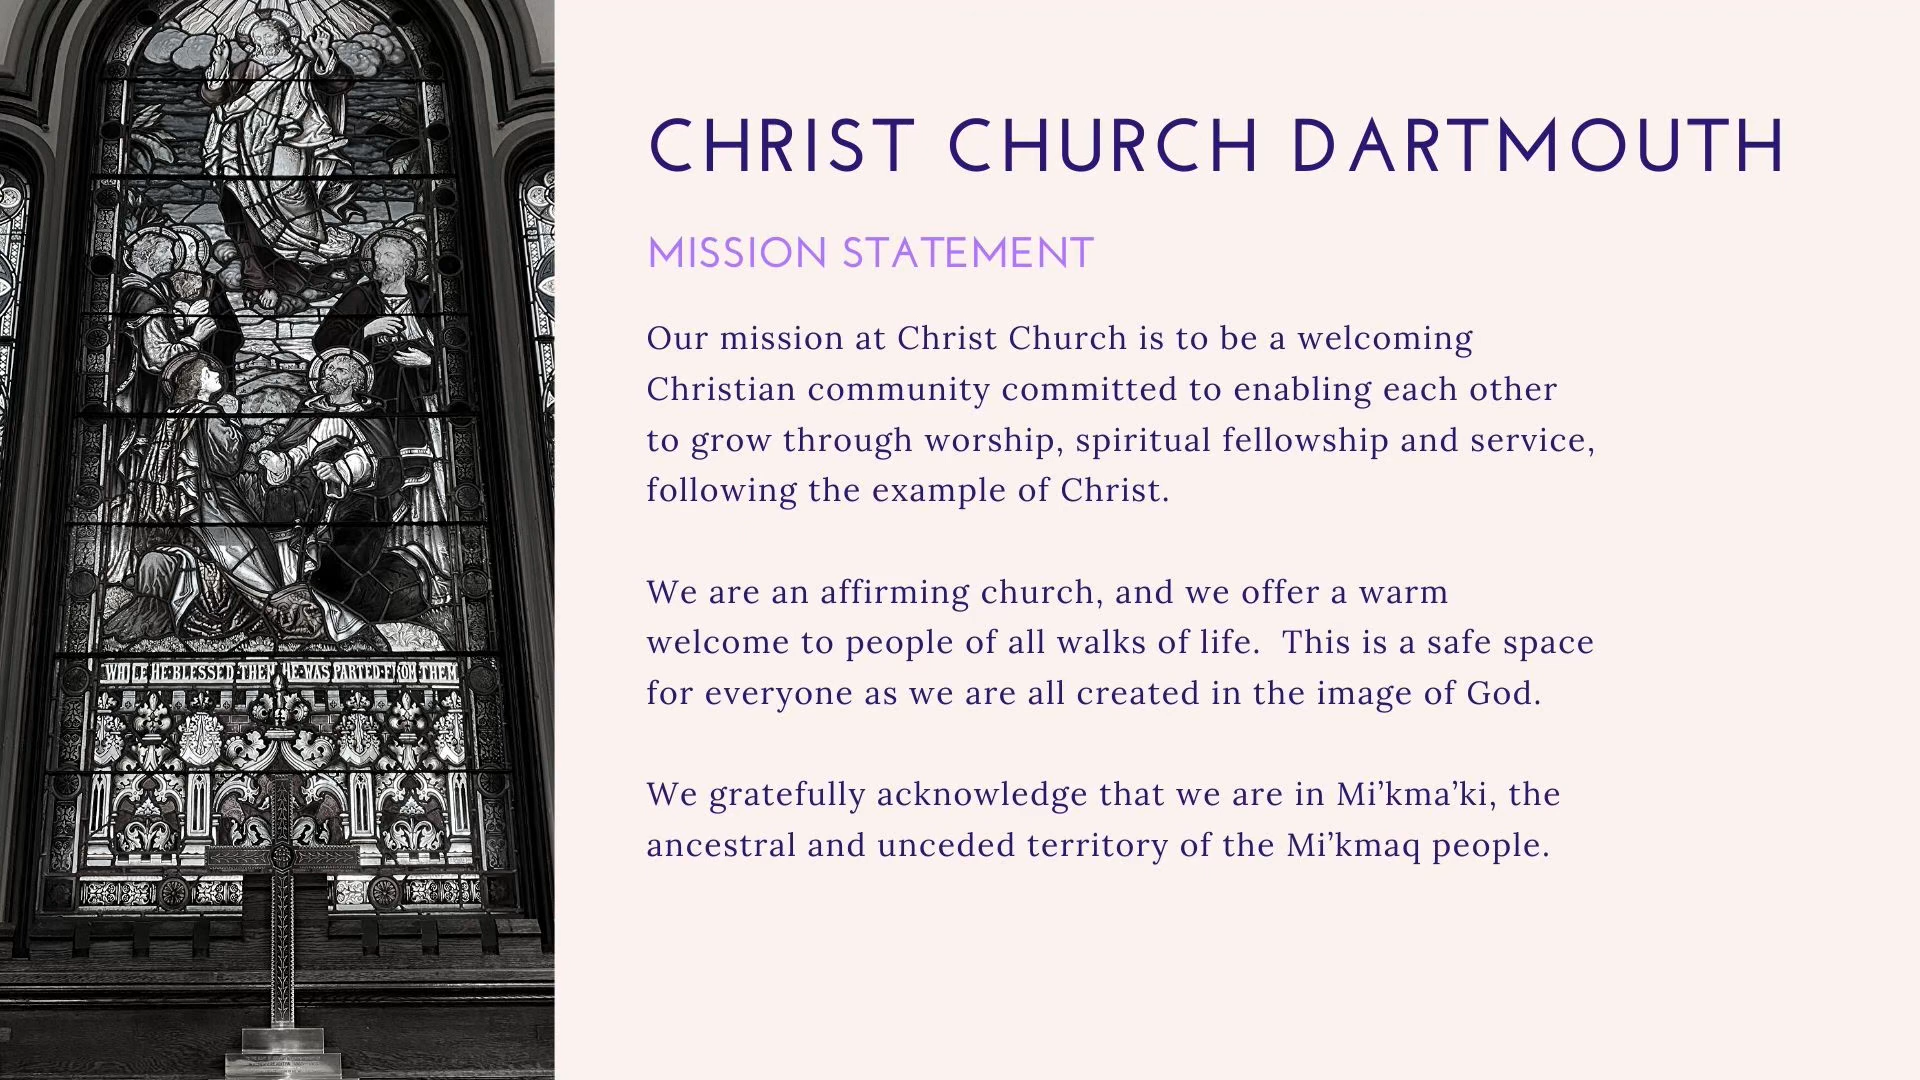 CHRIST CHURCH DARTMOUTH
MISSION STATEMENT
Our mission at Christ Church is to be a welcoming
Christian community committed to enabling each other
to grow through worship, spiritual fellowship and service,
following the example of Christ.
We are an affirming church, and we offer a warm
welcome to people of all walks of life.  This is a safe space
for everyone as we are all created in the image of God.
We gratefully acknowledge that we are in Mi’kma’ki, the
ancestral and unceded territory of the Mi’kmaq people.
WHILE HE BLESSED THEM HE WAS PARTED FROM THEM